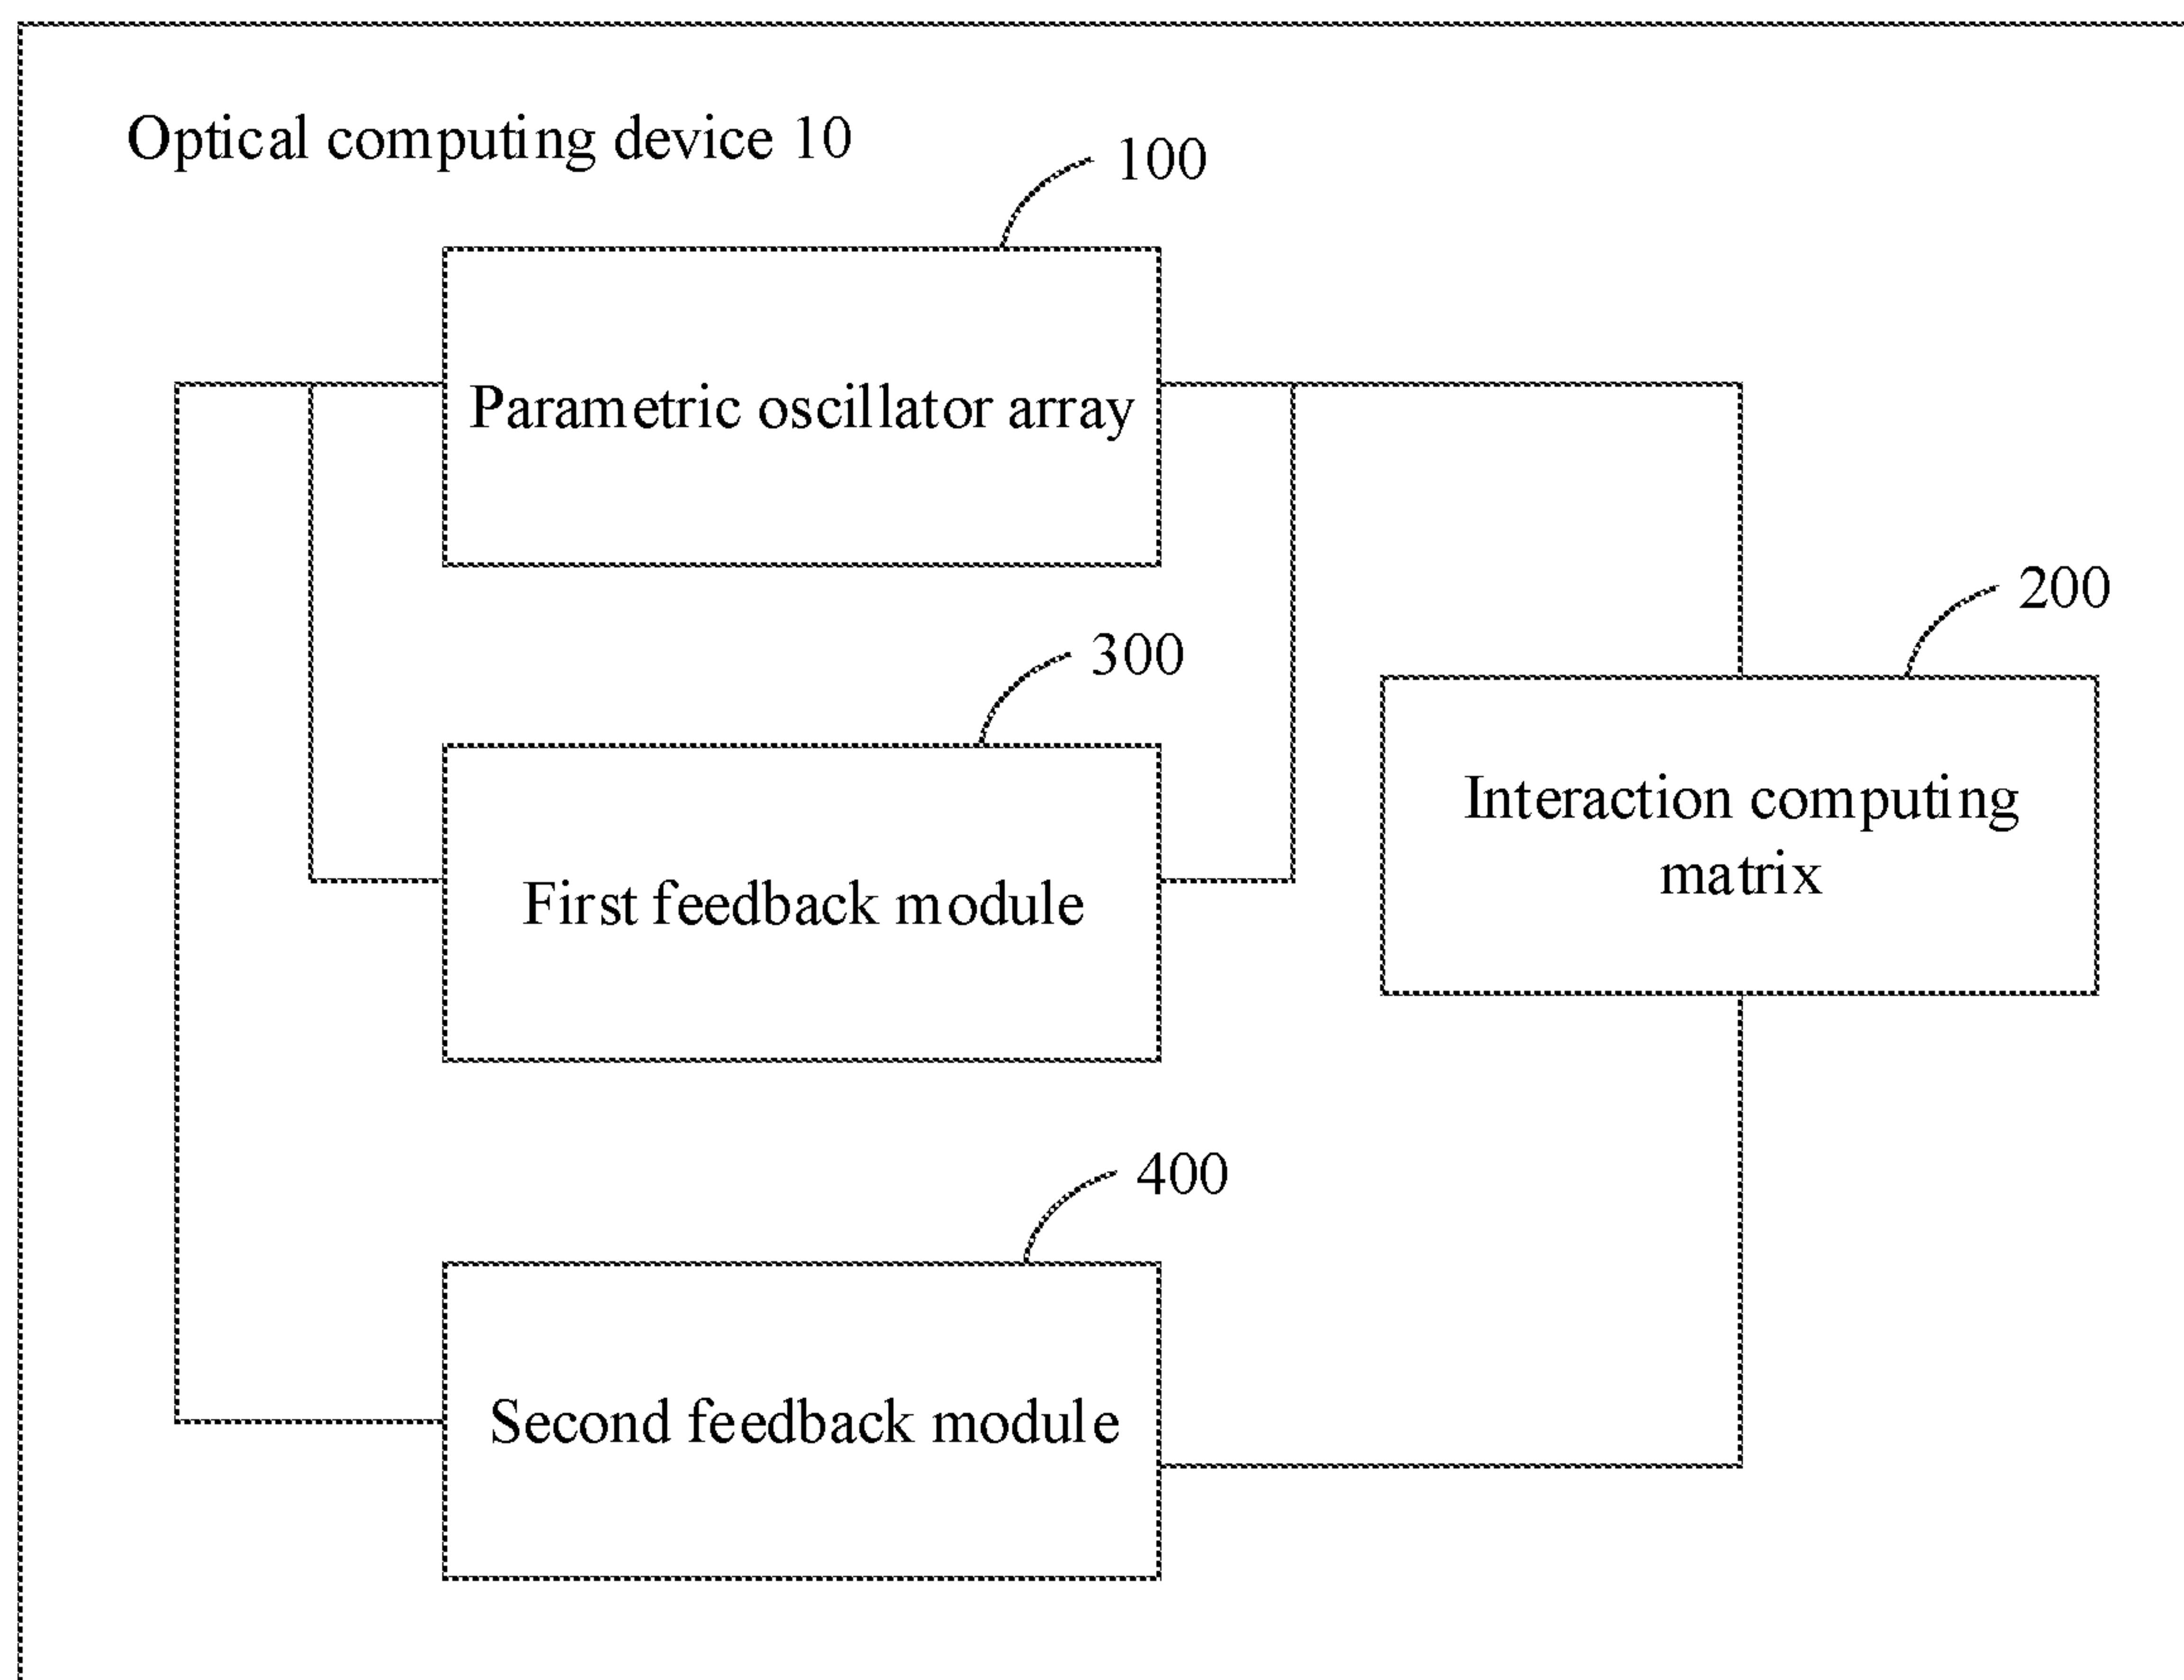 Optical computing device 10
100
Parametric oscillator array
200
300
Interaction computing
matrix
First feedback module
400
Second feedback module